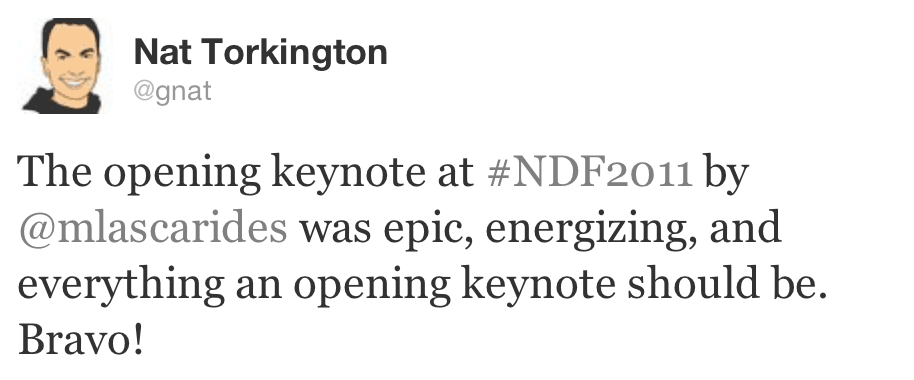 Nat Torkington
@gnat
The opening keynote at #NDF2011 by
@mlascarides was epic, energizing, and
everything an opening keynote should be.
Bravo!